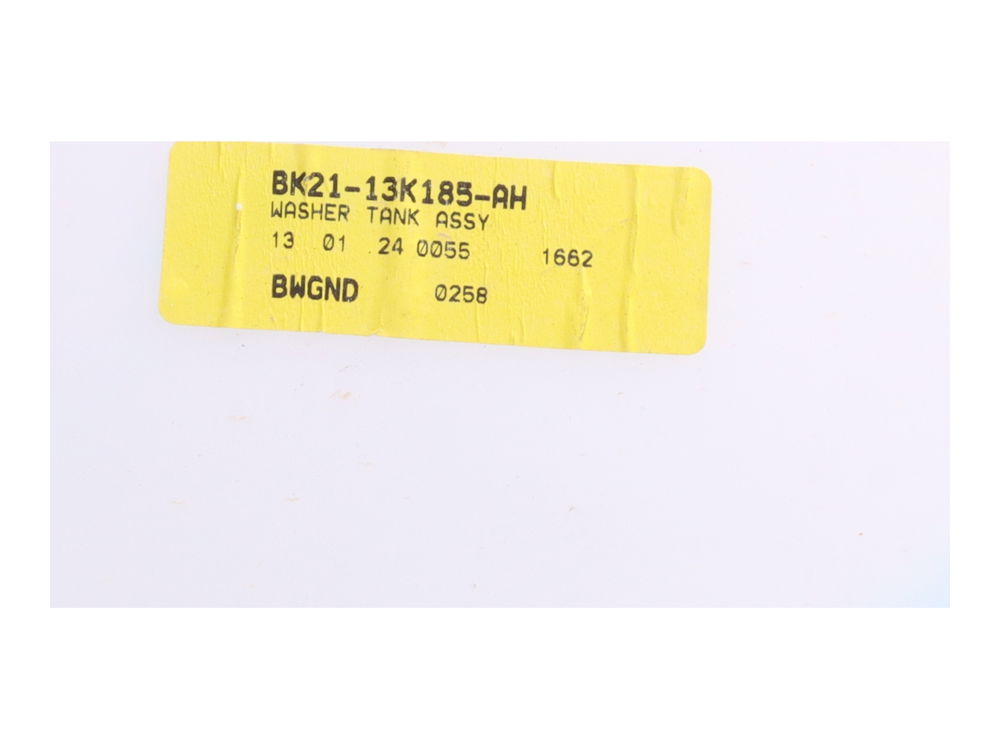 BK21-13K185-AH
WASHER TANK ASSY
13 01 24 0055 1662
BWGND 0258